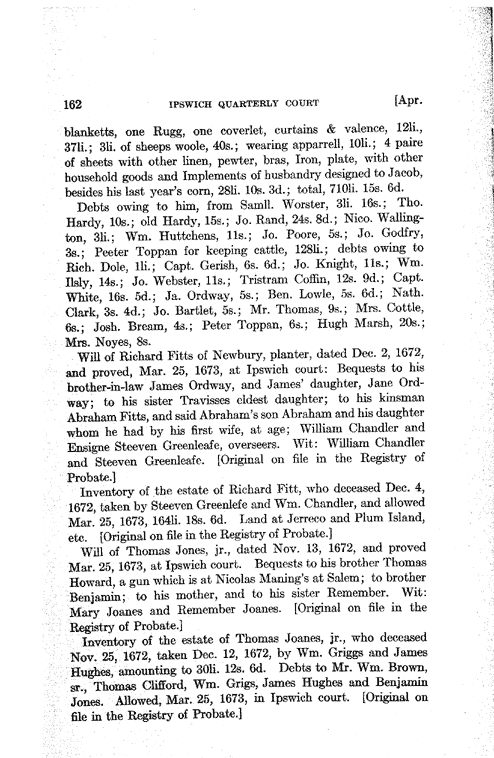 162 IPSWICH QUARTERLY COURT [Apr.
blanketts, one Rugg, one coverlet, curtains & valence, 12li.,
37li.; 3li. of sheeps woole, 40s.; wearing apparrell, 10li.; 4 paire
of sheets with other linen, pewter, bras, Iron, plate, with other
household goods and Implements of husbandry designed to Jacob,
besides his last year's corn, 28li. 10s. 3d.; total, 710li. 15s. 6d.
Debts owing to him, from Samll. Worster, 3li. 16s.; Tho.
Hardy, 10s.; old Hardy, 15s.; Jo. Rand, 24s. 8d.; Nico. Walling-
ton, 3li.; Wm. Huttchens, 11s.; Jo. Poore, 5s.; Jo. Godfry,
3s.; Peeter Toppan for keeping cattle, 128li.; debts owing to
Rich. Dole, 1li.; Capt. Gerish, 6s. 6d.; Jo. Knight, 11s.; Wm.
Ilsly, 14s.; Jo. Webster, 11s.; Tristram Coffin, 12s. 9d.; Capt.
White, 16s. 5d.; Ja. Ordway, 5s.; Ben. Lowle, 5s. 6d.; Nath.
Clark, 3s. 4d.; Jo. Bartlet, 5s.; Mr. Thomas, 9s.; Mrs. Cottle,
6s.; Josh. Bream, 4s.; Peter Toppan, 6s.; Hugh Marsh, 20s.;
Mrs. Noyes, 8s.
Will of Richard Fitts of Newbury, planter, dated Dec. 2, 1672,
and proved, Mar. 25, 1673, at Ipswich court: Bequests to his
brother-in-law James Ordway, and James' daughter, Jane Ord-
way; to his sister Travisses eldest daughter; to his kinsman
Abraham Fitts, and said Abraham's son Abraham and his daughter
whom he had by his first wife, at age; William Chandler and
Ensigne Steeven Greenleafe, overseers. Wit: William Chandler
and Steeven Greenleafe. [Original on file in the Registry of
Probate.]
Inventory of the estate of Richard Fitt, who deceased Dec. 4,
1672, taken by Steeven Greenlefe and Wm. Chandler, and allowed
Mar. 25, 1673, 164li. 18s. 6d. Land at Jerreco and Plum Island,
etc. [Original on file in the Registry of Probate.]
Will of Thomas Jones, jr., dated Nov. 13, 1672, and proved
Mar. 25, 1673, at Ipswich court. Bequests to his brother Thomas
Howard, a gun which is at Nicolas Maning's at Salem; to brother
Benjamin; to his mother, and to his sister Remember. Wit:
Mary Joanes and Remember Joanes. [Original on file in the
Registry of Probate.]
Inventory of the estate of Thomas Joanes, jr., who deceased
Nov. 25, 1672, taken Dec. 12, 1672, by Wm. Griggs and James
Hughes, amounting to 30li. 12s. 6d. Debts to Mr. Wm. Brown,
sr., Thomas Clifford, Wm. Grigs, James Hughes and Benjamin
Jones. Allowed, Mar. 25, 1673, in Ipswich court. [Original on
file in the Registry of Probate.]